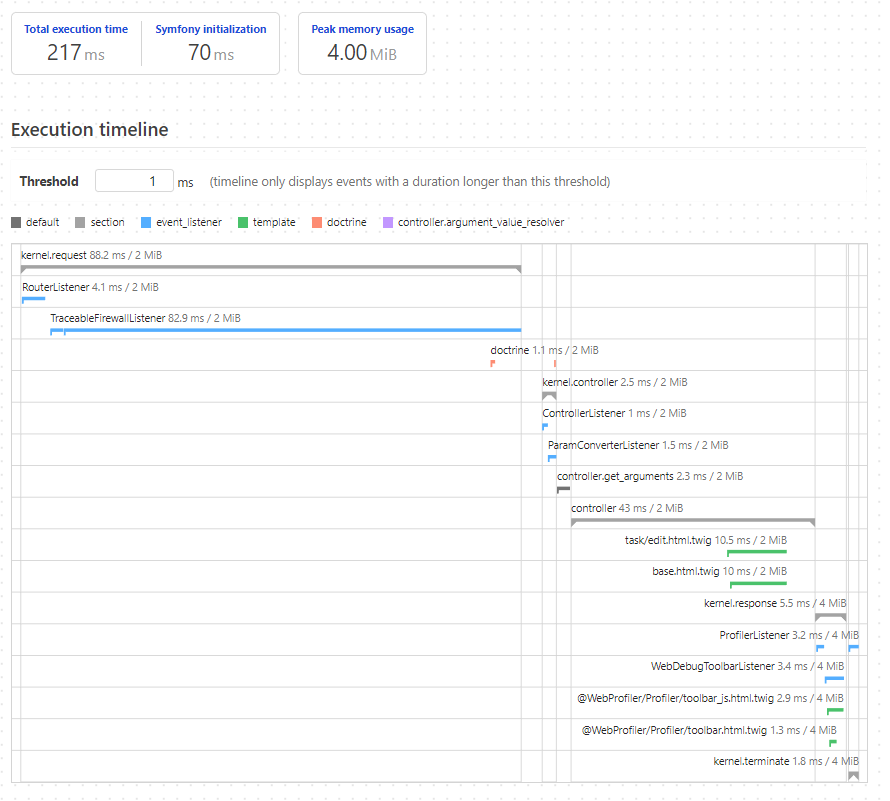 Total execution time
217 ms
Symfony initialization
70 ms
Peak memory usage
4.00 MiB
Execution timeline
Threshold 1 ms (timeline only displays events with a duration longer than this threshold)
default section event_listener template doctrine controller.argument_value_resolver
kernel.request 88.2 ms / 2 MiB
RouterListener 4.1 ms / 2 MiB
TraceableFirewallListener 82.9 ms / 2 MiB
doctrine 1.1 ms / 2 MiB
kernel.controller 2.5 ms / 2 MiB
ControllerListener 1 ms / 2 MiB
ParamConverterListener 1.5 ms / 2 MiB
controller.get_arguments 2.3 ms / 2 MiB
controller 43 ms / 2 MiB
task/edit.html.twig 10.5 ms / 2 MiB
base.html.twig 10 ms / 2 MiB
kernel.response 5.5 ms / 4 MiB
ProfilerListener 3.2 ms / 4 MiB
WebDebugToolbarListener 3.4 ms / 4 MiB
@WebProfiler/Profiler/toolbar_js.html.twig 2.9 ms / 4 MiB
@WebProfiler/Profiler/toolbar.html.twig 1.3 ms / 4 MiB
kernel.terminate 1.8 ms / 4 MiB